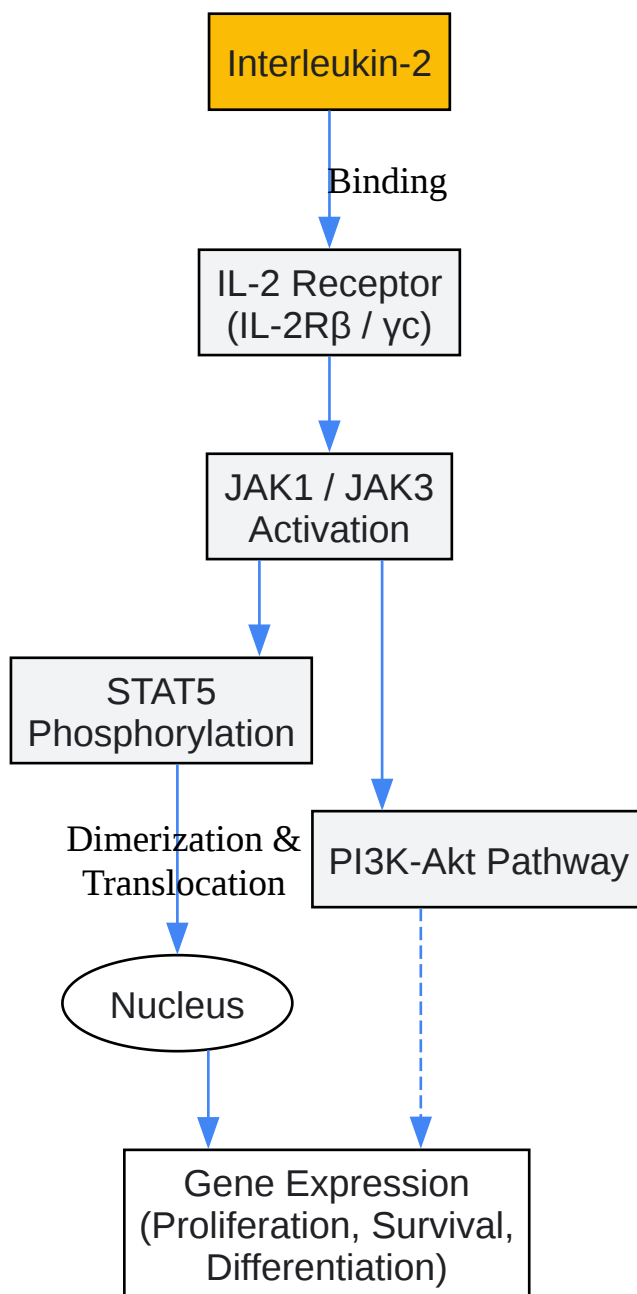 Interleukin-2
Binding
IL-2 Receptor
(IL-2Rβ / γc)
JAK1 / JAK3
Activation
STAT5
Phosphorylation
Dimerization &
Translocation
PI3K-Akt Pathway
Nucleus
Gene Expression
(Proliferation, Survival,
Differentiation)